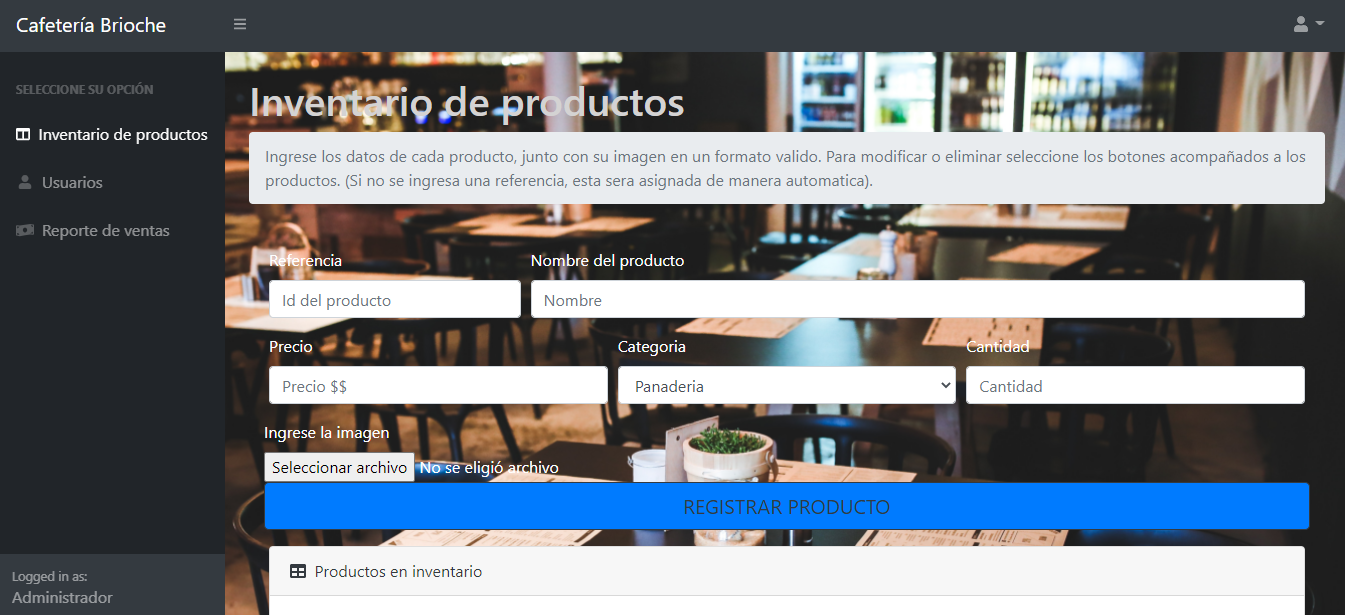 Cafetería Brioche
SELECCIONE SU OPCIÓN
Inventario de productos
Usuarios
Reporte de ventas
Logged in as:
Administrador
Inventario de productos
Ingrese los datos de cada producto, junto con su imagen en un formato valido. Para modificar o eliminar seleccione los botones acompañados a los
productos. (Si no se ingresa una referencia, esta sera asignada de manera automatica).
Referencia Nombre del producto
Id del producto Nombre
Precio Categoria Cantidad
Precio $$ Panaderia Cantidad
Ingrese la imagen
Seleccionar archivo No se eligió archivo
REGISTRAR PRODUCTO
Productos en inventario